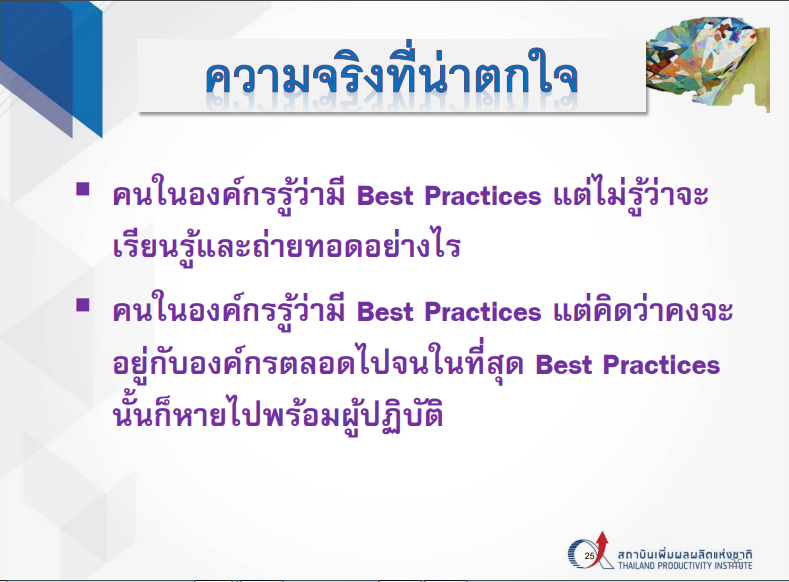 ความจริงที่น่าตกใจ
▪ คนในองค์กรรู้ว่ามี Best Practices แต่ไม่รู้ว่าจะ
เรียนรู้และถ่ายทอดอย่างไร
▪ คนในองค์กรรู้ว่ามี Best Practices แต่คิดว่าคงจะ
อยู่กับองค์กรตลอดไปจนในที่สุด Best Practices
นั้นก็หายไปพร้อมผู้ปฏิบัติ
25
สถาบันเพิ่มผลผลิตแห่งชาติ
THAILAND PRODUCTIVITY INSTITUTE